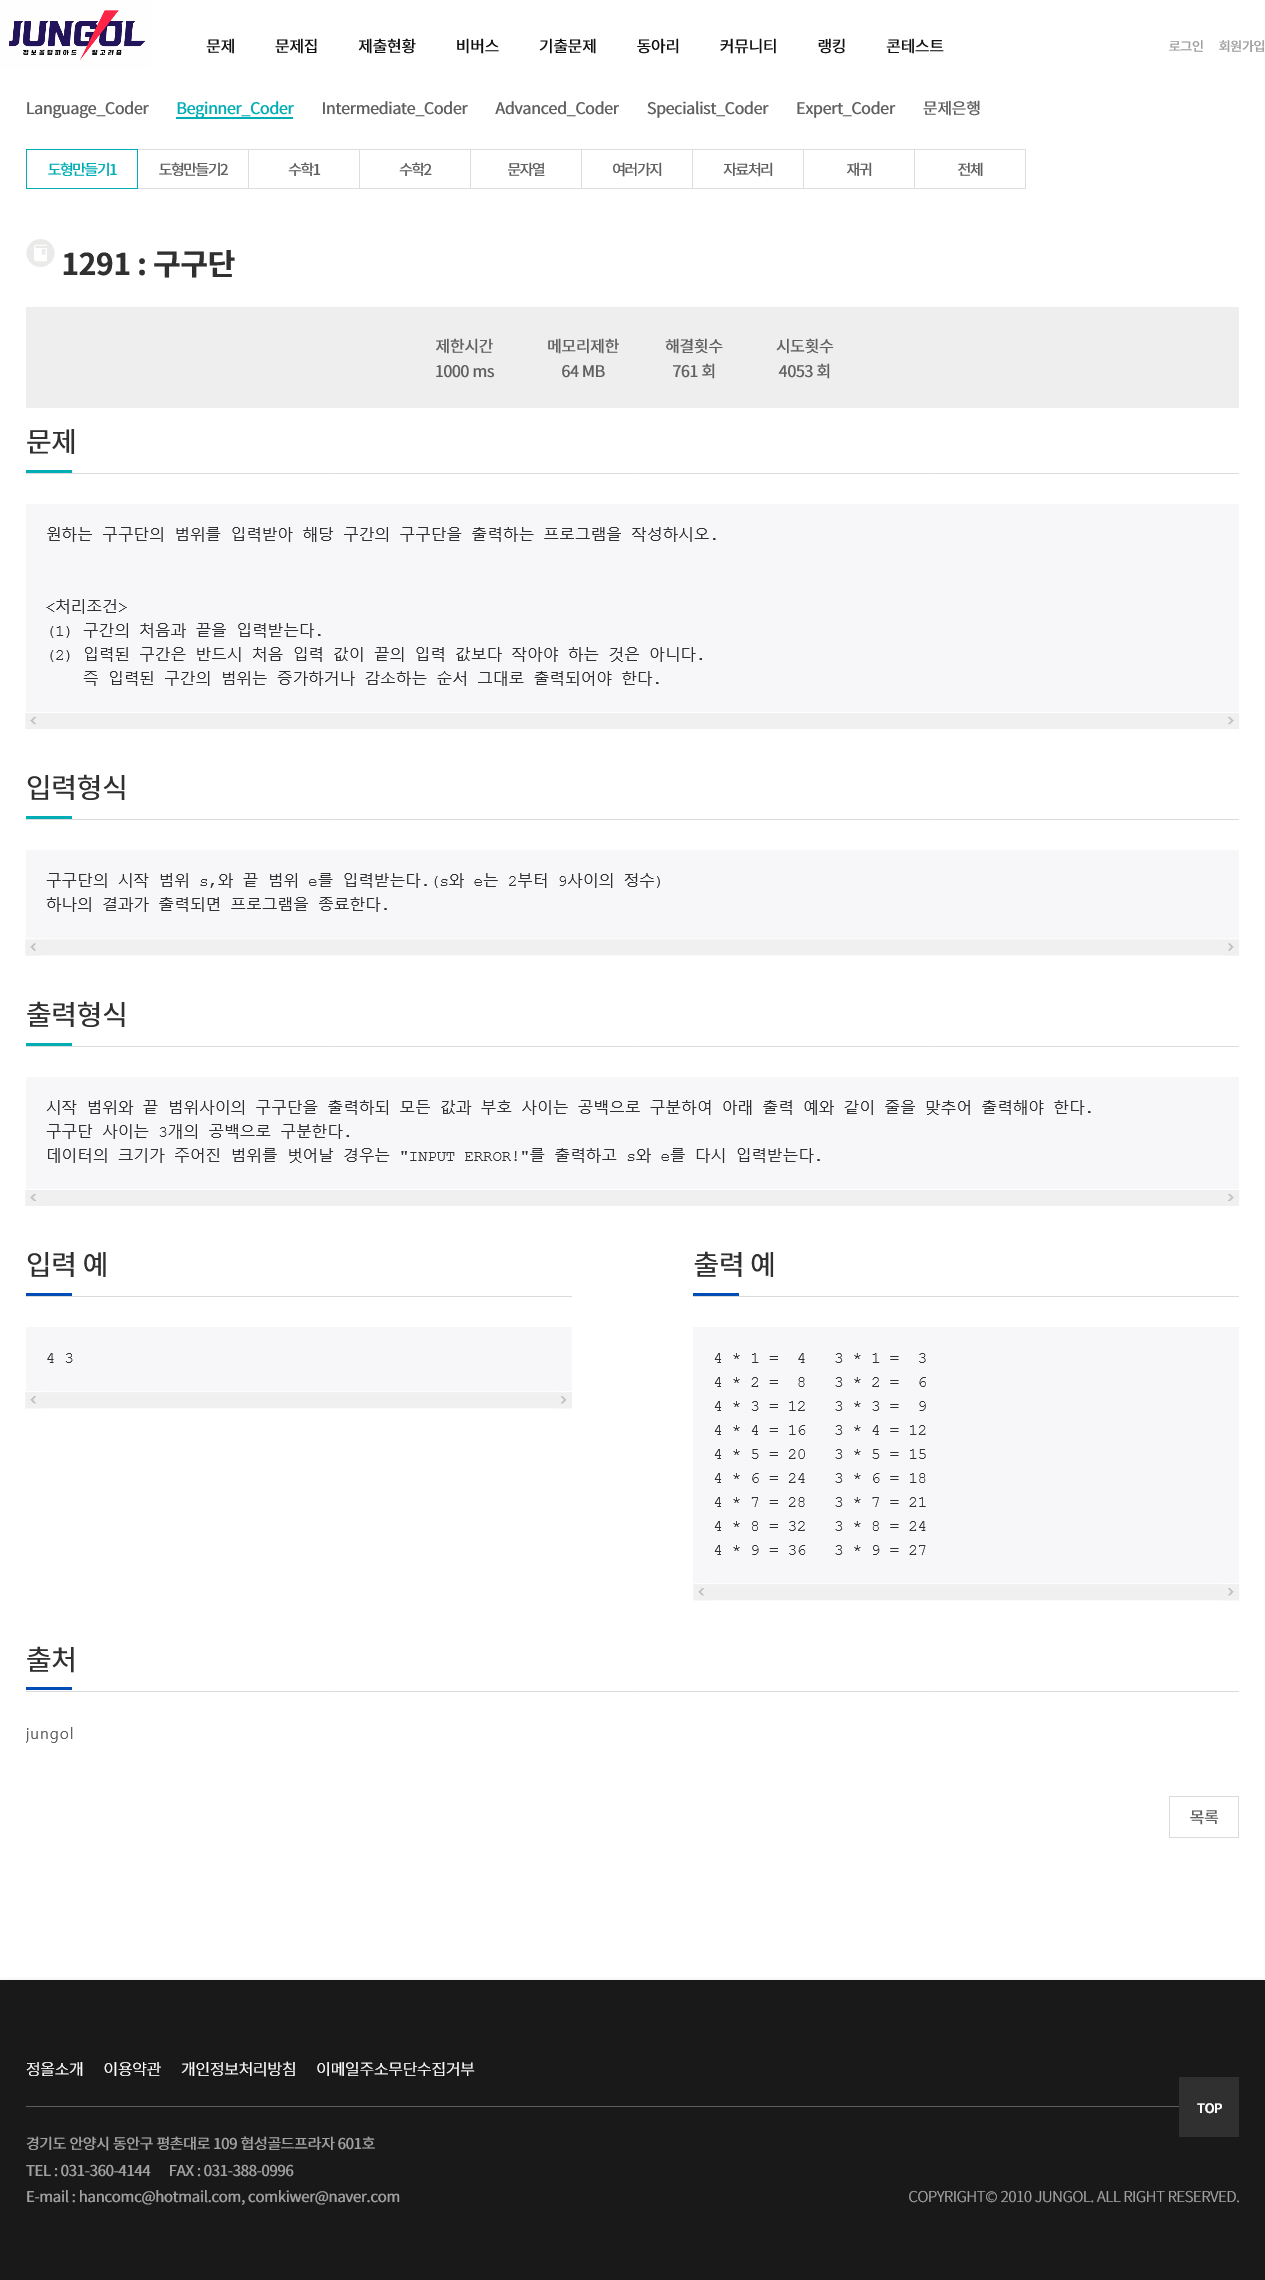 JUNGOL
정보올림피아드 알고리즘
문제 문제집 제출현황 비버스 기출문제 동아리 커뮤니티 랭킹 콘테스트 로그인 회원가입
Language_Coder Beginner_Coder Intermediate_Coder Advanced_Coder Specialist_Coder Expert_Coder 문제은행
도형만들기1 도형만들기2 수학1 수학2 문자열 여러가지 자료처리 재귀 전체
1291 : 구구단
제한시간 메모리제한 해결횟수 시도횟수
1000 ms 64 MB 761 회 4053 회
문제
원하는 구구단의 범위를 입력받아 해당 구간의 구구단을 출력하는 프로그램을 작성하시오.
<처리조건>
(1) 구간의 처음과 끝을 입력받는다.
(2) 입력된 구간은 반드시 처음 입력 값이 끝의 입력 값보다 작아야 하는 것은 아니다.
즉 입력된 구간의 범위는 증가하거나 감소하는 순서 그대로 출력되어야 한다.
입력형식
구구단의 시작 범위 s,와 끝 범위 e를 입력받는다.(s와 e는 2부터 9사이의 정수)
하나의 결과가 출력되면 프로그램을 종료한다.
출력형식
시작 범위와 끝 범위사이의 구구단을 출력하되 모든 값과 부호 사이는 공백으로 구분하여 아래 출력 예와 같이 줄을 맞추어 출력해야 한다.
구구단 사이는 3개의 공백으로 구분한다.
데이터의 크기가 주어진 범위를 벗어날 경우는 "INPUT ERROR!"를 출력하고 s와 e를 다시 입력받는다.
입력 예
4 3
출력 예
4 * 1 =  4   3 * 1 =  3
4 * 2 =  8   3 * 2 =  6
4 * 3 = 12   3 * 3 =  9
4 * 4 = 16   3 * 4 = 12
4 * 5 = 20   3 * 5 = 15
4 * 6 = 24   3 * 6 = 18
4 * 7 = 28   3 * 7 = 21
4 * 8 = 32   3 * 8 = 24
4 * 9 = 36   3 * 9 = 27
출처
jungol
목록
정올소개 이용약관 개인정보처리방침 이메일주소무단수집거부
TOP
경기도 안양시 동안구 평촌대로 109 협성골드프라자 601호
TEL : 031-360-4144 FAX : 031-388-0996
E-mail : hancomc@hotmail.com, comkiwer@naver.com COPYRIGHT© 2010 JUNGOL. ALL RIGHT RESERVED.